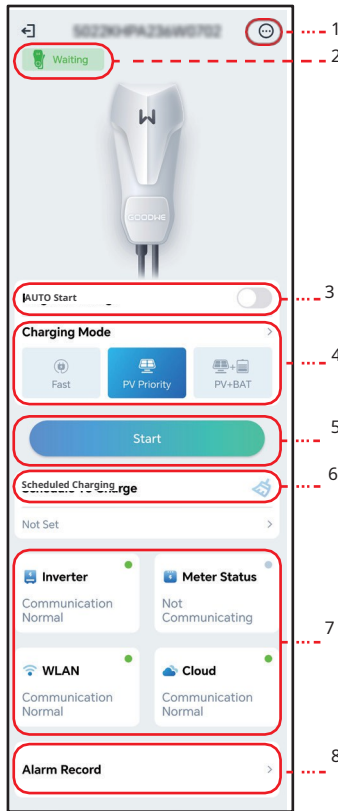 1
Waiting
2
GOODWE
AUTO Start
3
Charging Mode
Fast
PV Priority
PV+BAT
4
Start
5
Scheduled Charging
6
Not Set
Inverter
Meter Status
Communication
Normal
Not
Communicating
WLAN
Cloud
Communication
Normal
Communication
Normal
7
Alarm Record
8